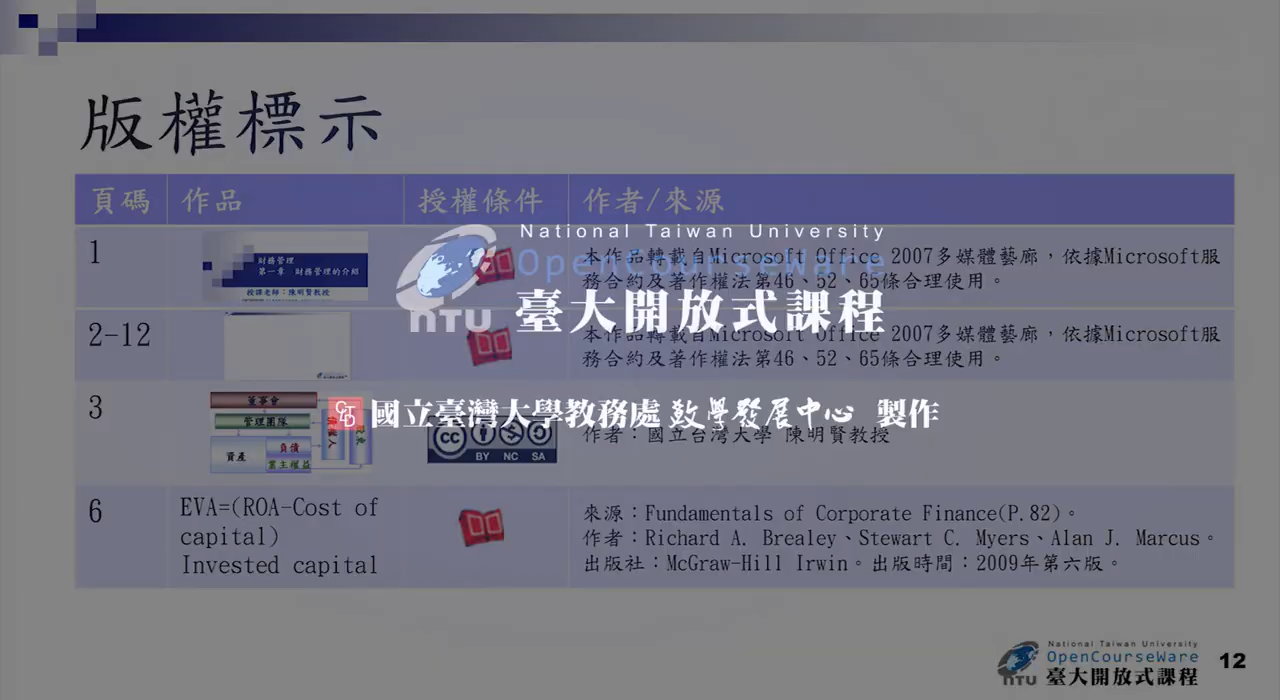 版權標示
頁碼 作品 授權條件 作者/來源
1
財務管理
第一章 財務管理的介紹
授課老師:陳明賢教授
本作品轉載自Microsoft Office 2007多媒體藝廊,依據Microsoft服
務合約及著作權法第46、52、65條合理使用。
National Taiwan University
OpenCourseWare
NTU 臺大開放式課程
2-12
本作品轉載自Microsoft Office 2007多媒體藝廊,依據Microsoft服
務合約及著作權法第46、52、65條合理使用。
3
董事會
管理團隊
資產
負債
業主權益
國立臺灣大學教務處 教學發展中心 製作
cc BY NC SA
作者:國立台灣大學 陳明賢教授
6
EVA=(ROA-Cost of
capital)
Invested capital
來源:Fundamentals of Corporate Finance(P.82)。
作者:Richard A. Brealey、Stewart C. Myers、Alan J. Marcus。
出版社:McGraw-Hill Irwin。出版時間:2009年第六版。
National Taiwan University
OpenCourseWare
NTU 臺大開放式課程
12